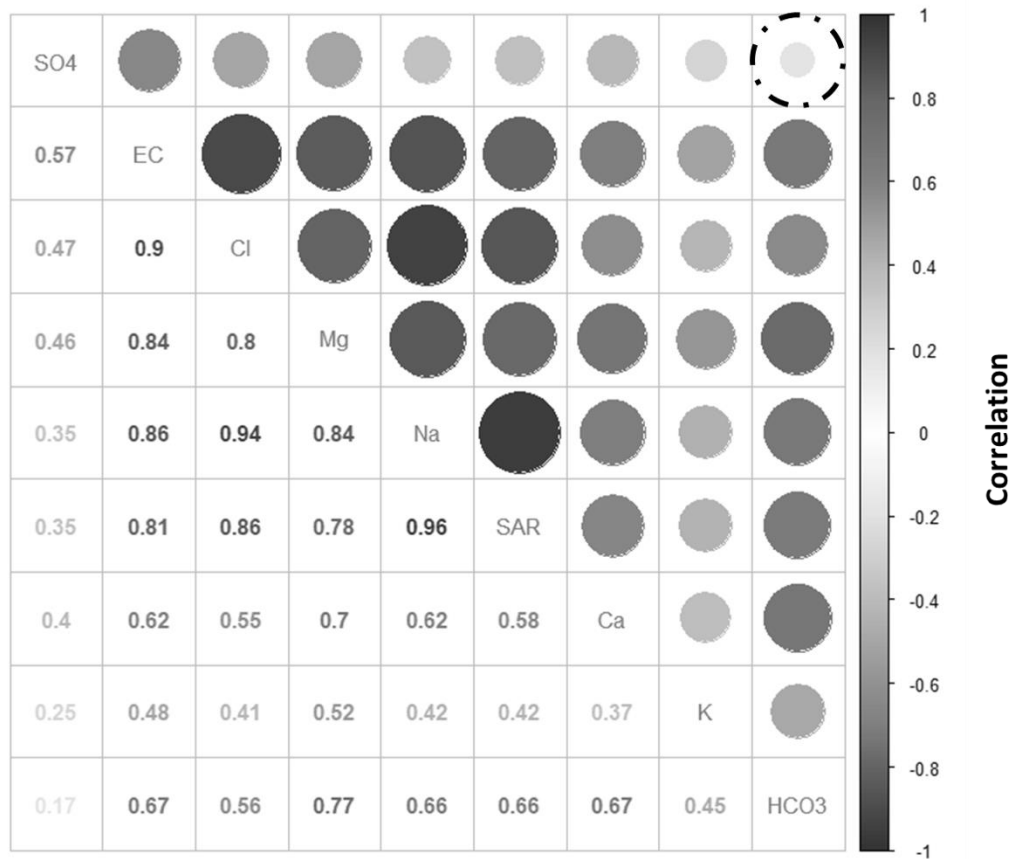 SO4
0.57 EC
0.47 0.9 Cl
0.46 0.84 0.8 Mg
0.35 0.86 0.94 0.84 Na
0.35 0.81 0.86 0.78 0.96 SAR
0.4 0.62 0.55 0.7 0.62 0.58 Ca
0.25 0.48 0.41 0.52 0.42 0.42 0.37 K
0.17 0.67 0.56 0.77 0.66 0.66 0.67 0.45 HCO3
1
0.8
0.6
0.4
0.2
0
-0.2
-0.4
-0.6
-0.8
-1
Correlation